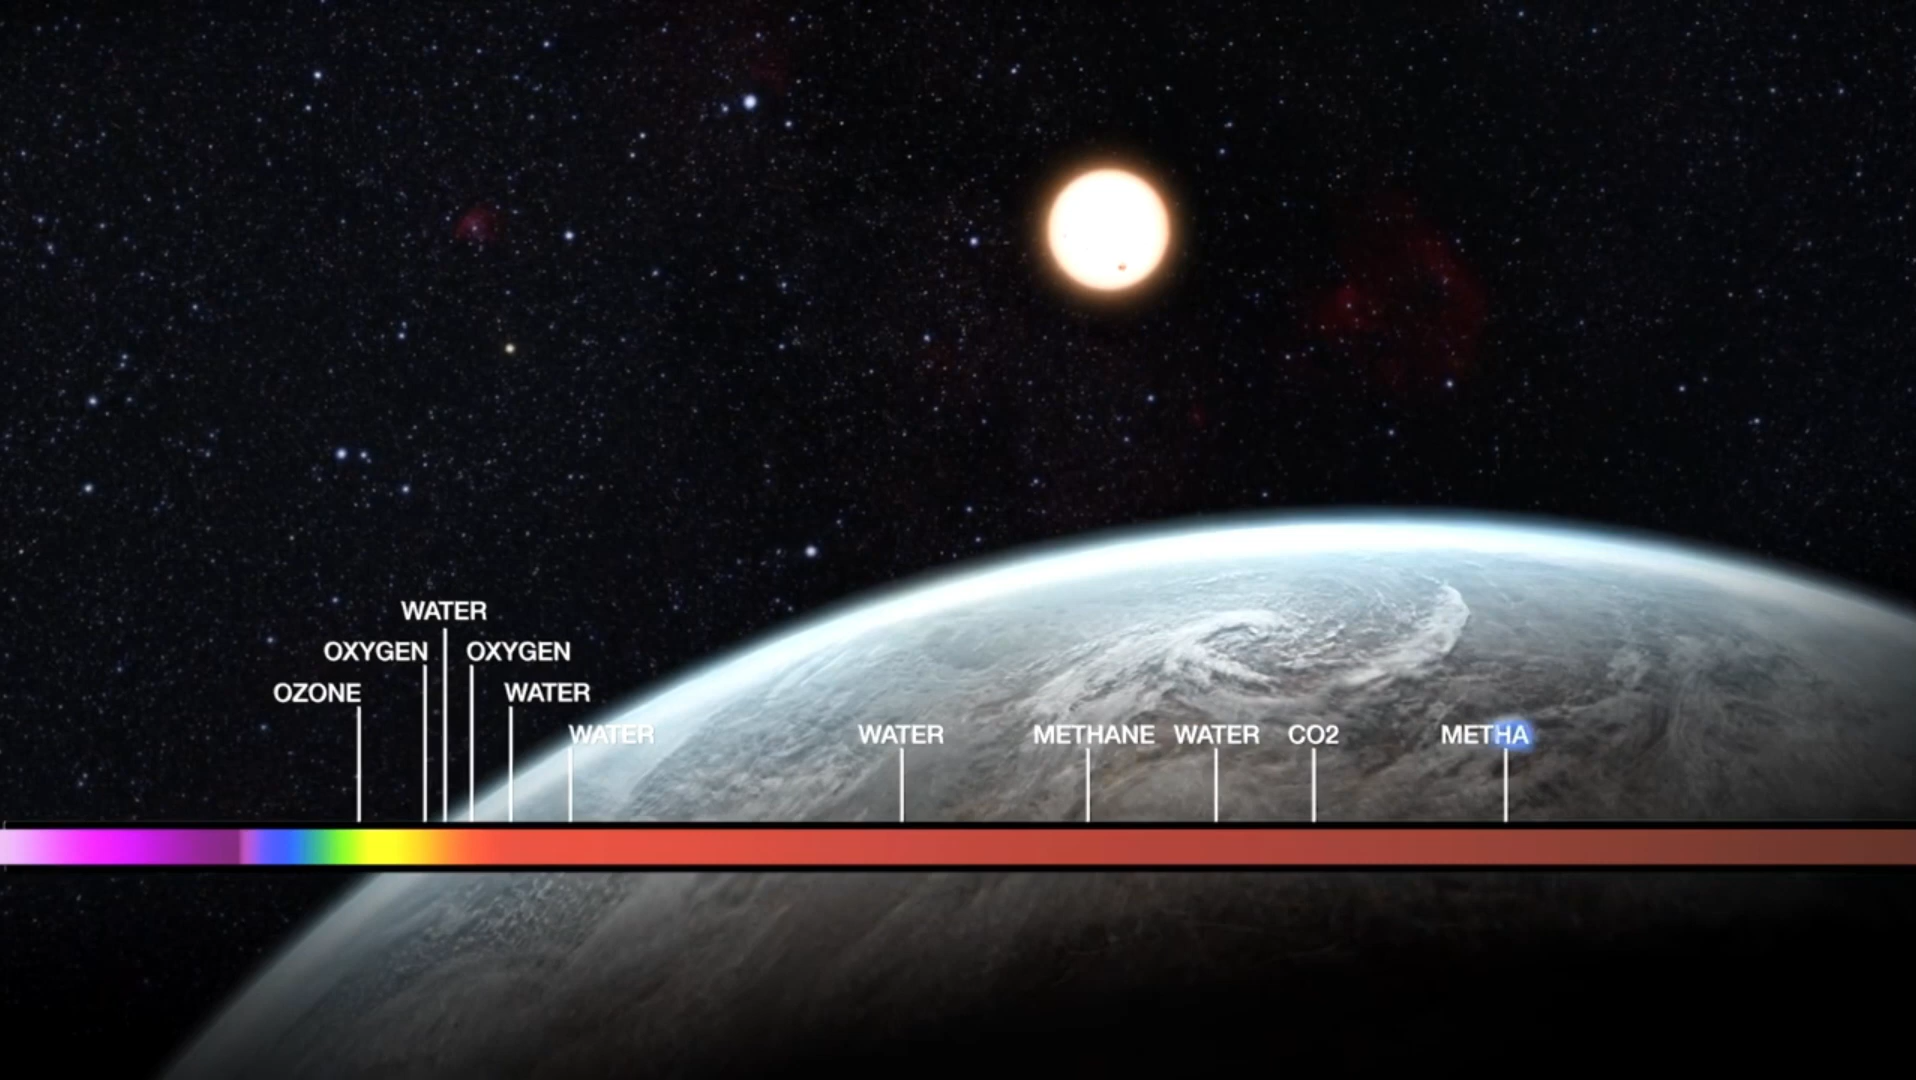 WATER
OXYGEN OXYGEN
OZONE WATER
WATER WATER METHANE WATER CO2 METHA